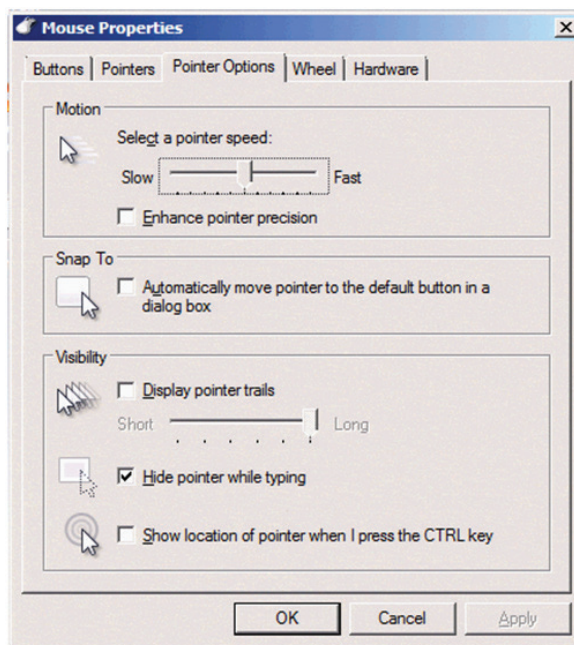 Mouse Properties
Buttons Pointers Pointer Options Wheel Hardware
Motion
Select a pointer speed:
Slow Fast
Enhance pointer precision
Snap To
Automatically move pointer to the default button in a
dialog box
Visibility
Display pointer trails
Short Long
Hide pointer while typing
Show location of pointer when I press the CTRL key
OK Cancel Apply